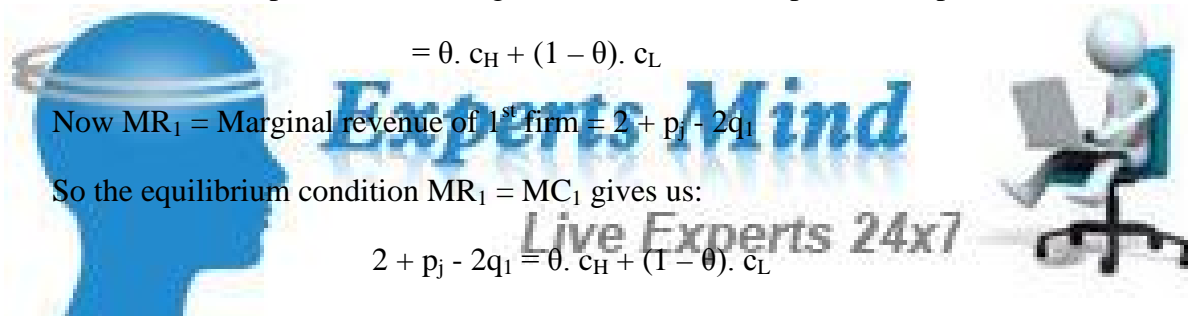 = θ. c_H + (1 – θ). c_L
Experts Mind
Now MR₁ = Marginal revenue of 1ˢᵗ firm = 2 + p_j - 2q₁
So the equilibrium condition MR₁ = MC₁ gives us:
Live Experts 24x7
2 + p_j - 2q₁ = θ. c_H + (1 – θ). c_L